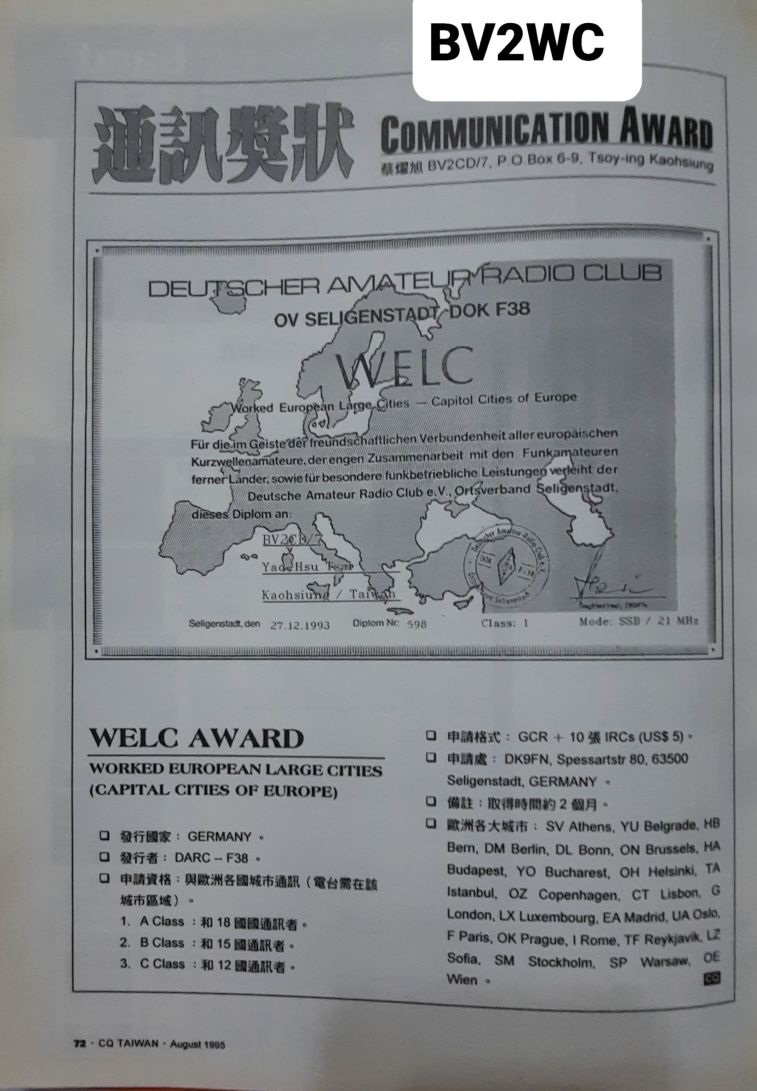 BV2WC
通訊獎狀
COMMUNICATION AWARD
蔡燿旭 BV2CD/7, P O Box 6-9, Tsoy-ing Kaohsiung
DEUTSCHER AMATEUR RADIO CLUB
OV SELIGENSTADT DOK F38
WELC
Worked European Large Cities — Capitol Cities of Europe
Für die im Geiste der freundschaftlichen Verbundenheit aller europäischen
Kurzwellenamateure, der engen Zusammenarbeit mit den Funkamateuren
ferner Länder, sowie für besondere funkbetriebliche Leistungen verleiht der
Deutsche Amateur Radio Club e.V., Ortsverband Seligenstadt,
dieses Diplom an:
Kaohsiung / Taiwan
Seligenstadt, den 27.12.1993 Diplom Nr: 598 Class: 1 Mode: SSB / 21 MHz
WELC AWARD
WORKED EUROPEAN LARGE CITIES
(CAPITAL CITIES OF EUROPE)
❑ 發行國家：GERMANY。
❑ 發行者：DARC – F38。
❑ 申請資格：與歐洲各國城市通訊（電台需在該
城市區域）。
1. A Class ：和 18 國國通訊者。
2. B Class ：和 15 國通訊者。
3. C Class ：和 12 國通訊者。
❑ 申請格式：GCR + 10 張 IRCs (US$ 5)。
❑ 申請處：DK9FN, Spessartstr 80, 63500
Seligenstadt, GERMANY 。
❑ 備註：取得時間約 2 個月。
❑ 歐洲各大城市：SV Athens, YU Belgrade, HB
Bern, DM Berlin, DL Bonn, ON Brussels, HA
Budapest, YO Bucharest, OH Helsinki, TA
Istanbul, OZ Copenhagen, CT Lisbon, G
London, LX Luxembourg, EA Madrid, UA Oslo,
F Paris, OK Prague, I Rome, TF Reykjavik, LZ
Sofia, SM Stockholm, SP Warsaw, OE
Wien 。
CQ
72 · CQ TAIWAN · August 1995